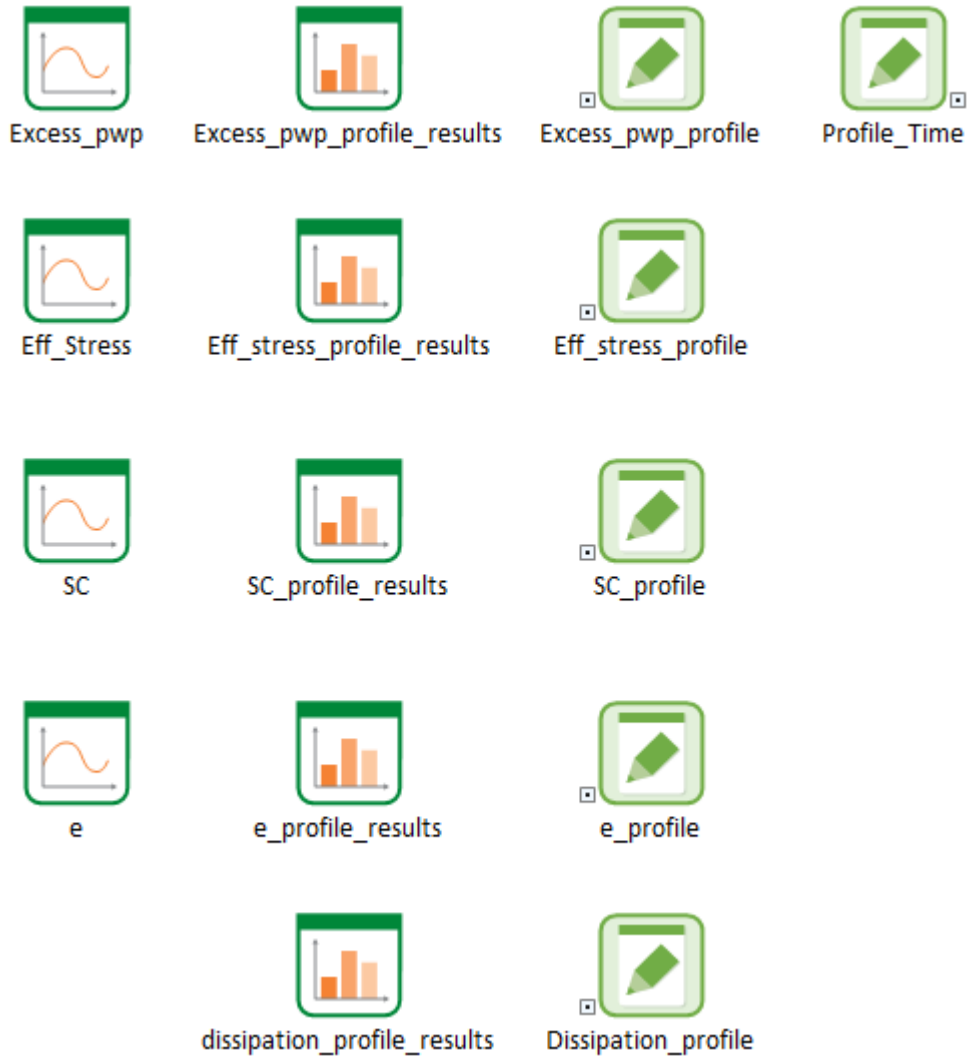 Excess_pwp
Excess_pwp_profile_results
Excess_pwp_profile
Profile_Time
Eff_Stress
Eff_stress_profile_results
Eff_stress_profile
SC
SC_profile_results
SC_profile
e
e_profile_results
e_profile
dissipation_profile_results
Dissipation_profile